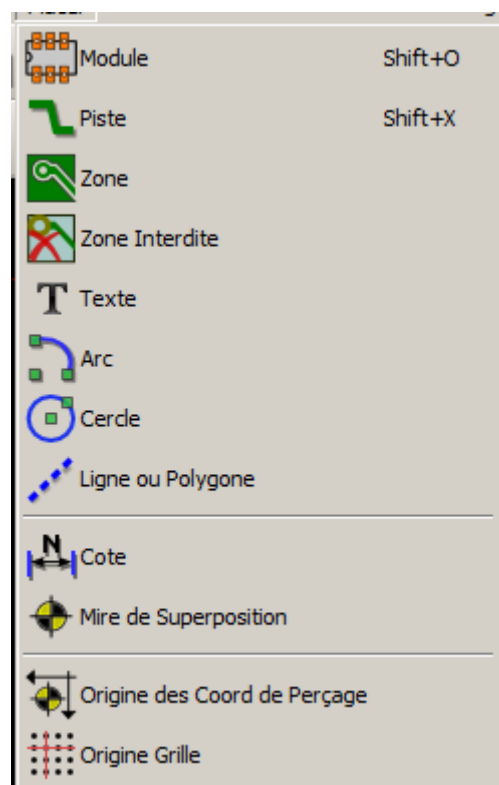 Module Shift+O
Piste Shift+X
Zone
Zone Interdite
T Texte
Arc
Cercle
Ligne ou Polygone
N Cote
Mire de Superposition
Origine des Coord de Perçage
Origine Grille